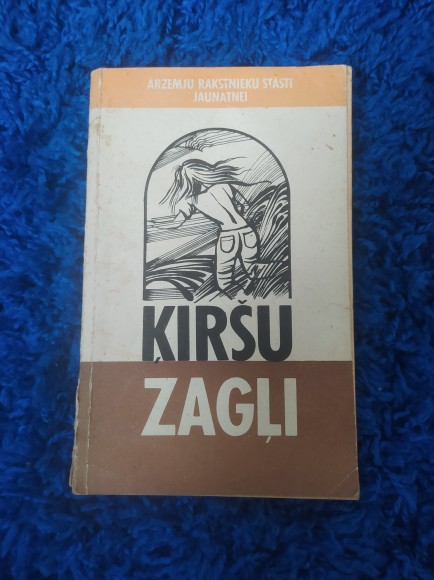 ĀRZEMJU RAKSTNIEKU STĀSTI
JAUNATNEI
ĶIRŠU
ZAGĻI